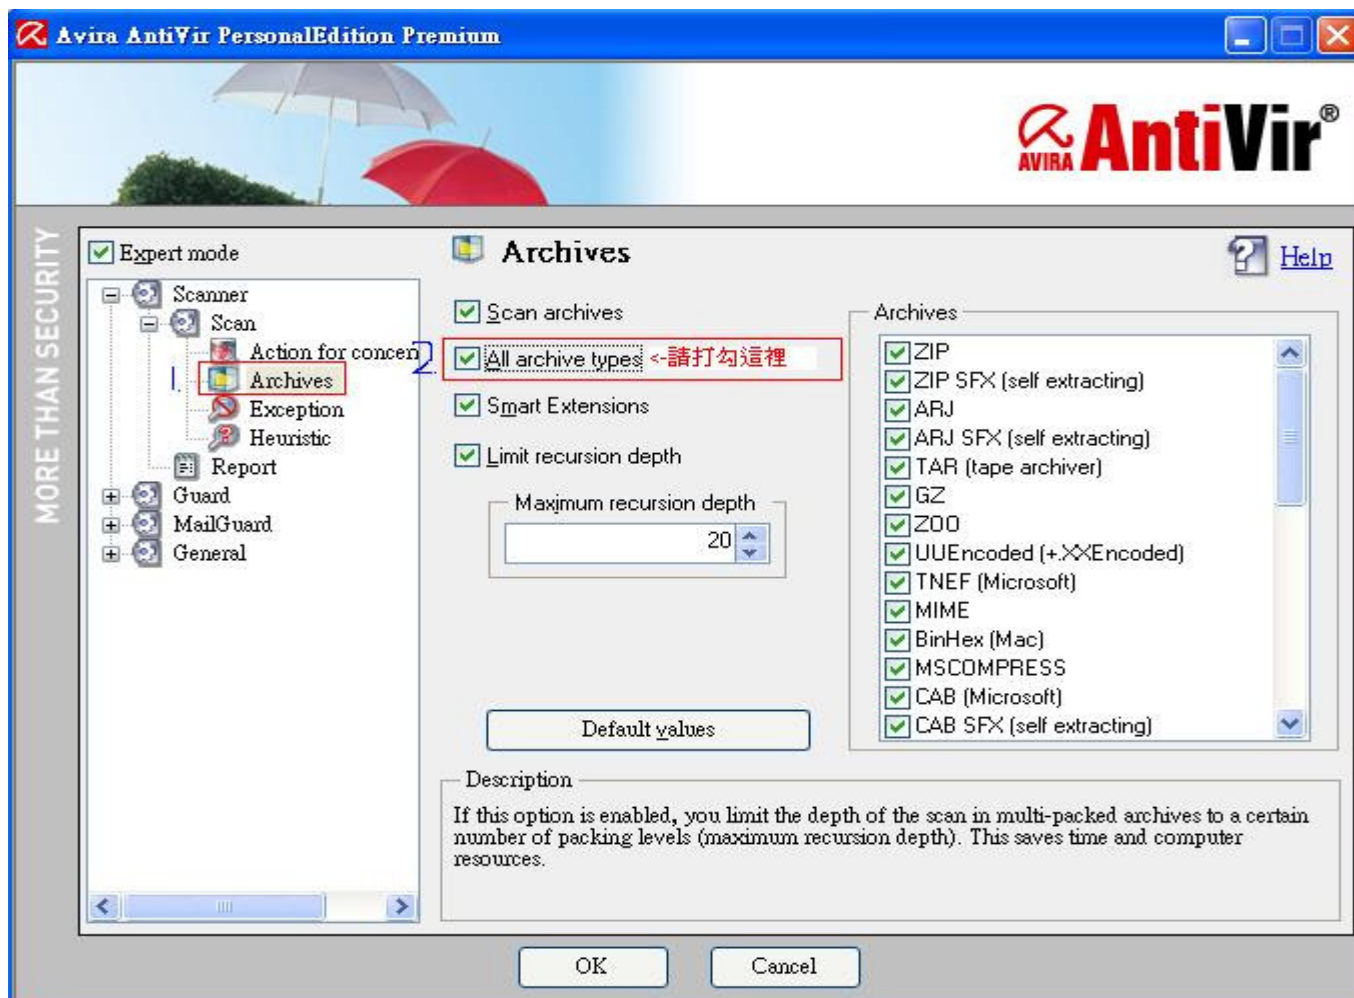 Avira AntiVir PersonalEdition Premium
AVIRA AntiVir®
MORE THAN SECURITY
Expert mode
Scanner
Scan
Action for concern
1. Archives
Exception
Heuristic
Report
Guard
MailGuard
General
Archives
Help
Scan archives
2. All archive types <-請打勾這裡
Smart Extensions
Limit recursion depth
Maximum recursion depth
20
Default values
Archives
ZIP
ZIP SFX (self extracting)
ARJ
ARJ SFX (self extracting)
TAR (tape archiver)
GZ
ZOO
UUEncoded (+.XXEncoded)
TNEF (Microsoft)
MIME
BinHex (Mac)
MSCOMPRESS
CAB (Microsoft)
CAB SFX (self extracting)
Description
If this option is enabled, you limit the depth of the scan in multi-packed archives to a certain
number of packing levels (maximum recursion depth). This saves time and computer
resources.
OK
Cancel